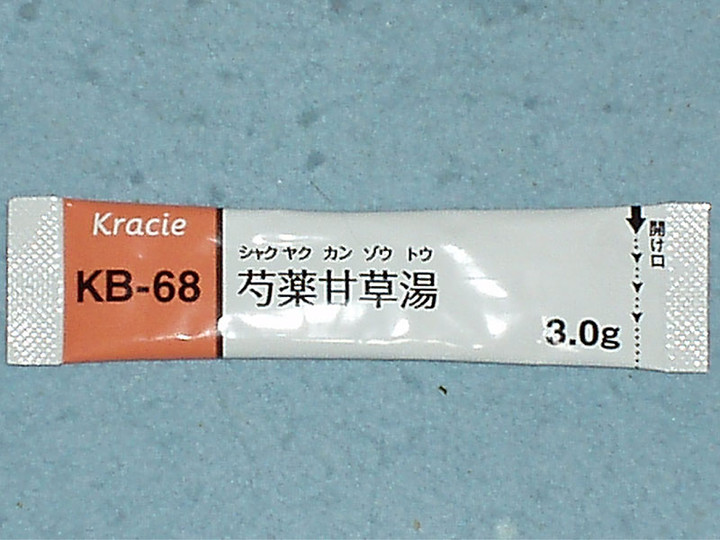 Kracie
KB-68
シャク ヤク カン ゾウ トウ
芍薬甘草湯
3.0g
開け口